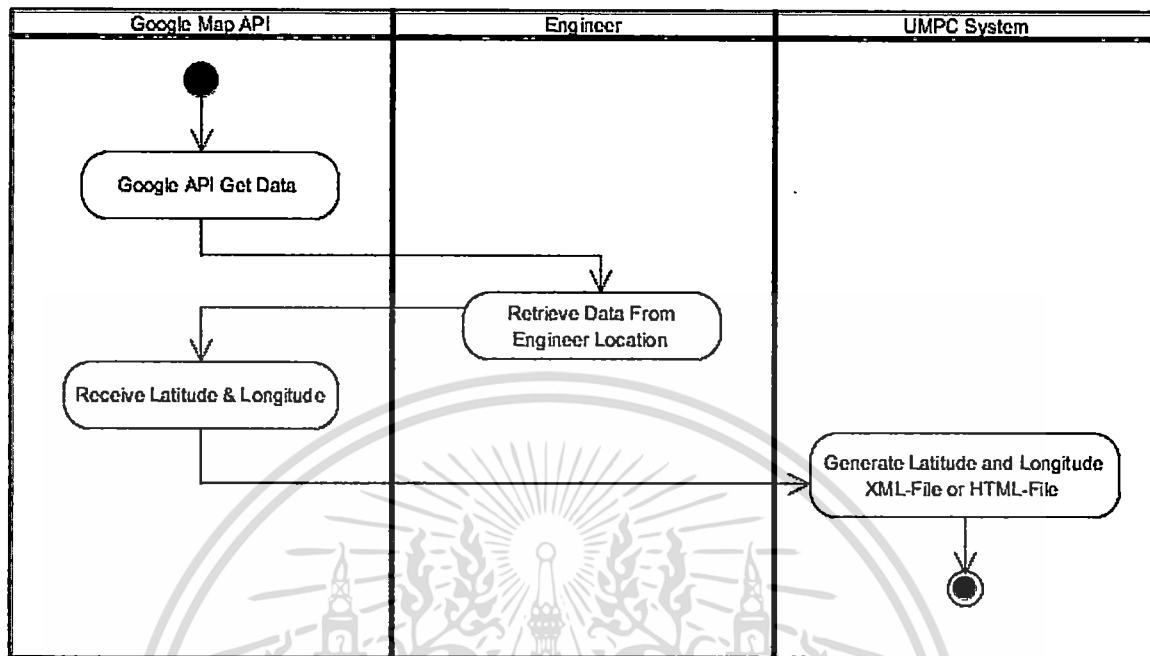 Google Map API
Engineer
UMPC System
Google API Get Data
Retrieve Data From
Engineer Location
Receive Latitude & Longitude
Generate Latitude and Longitude
XML-File or HTML-File